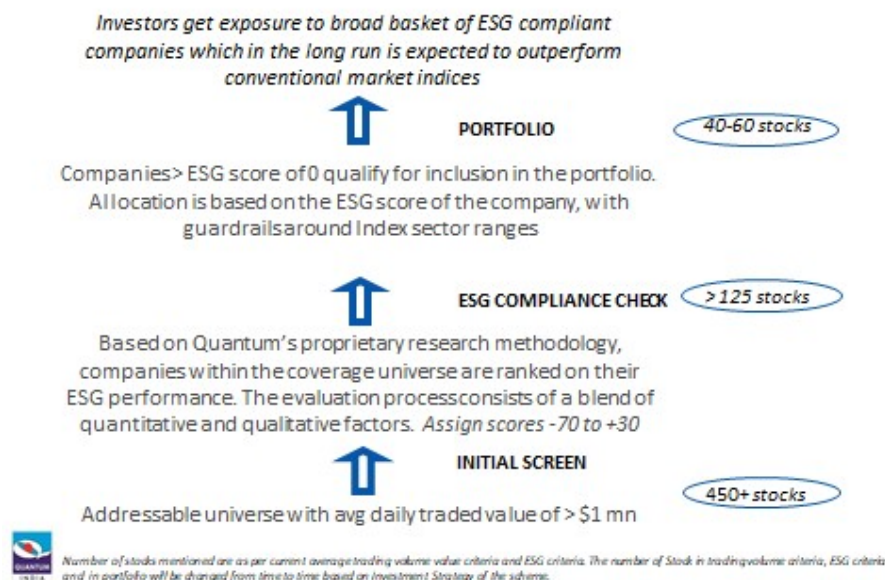 Investors get exposure to broad basket of ESG compliant
companies which in the long run is expected to outperform
conventional market indices
PORTFOLIO
40-60 stocks
Companies> ESG score of 0 qualify for inclusion in the portfolio.
Allocation is based on the ESG score of the company, with
guardrails around Index sector ranges
ESG COMPLIANCE CHECK
>125 stocks
Based on Quantum's proprietary research methodology,
companies within the coverage universe are ranked on their
ESG performance. The evaluation process consists of a blend of
quantitative and qualitative factors. Assign scores -70 to +30
INITIAL SCREEN
450+ stocks
Addressable universe with avg daily traded value of > $1 mn
QUANTUM
INDIA
Number of stocks mentioned are as per current average trading volume value criteria and ESG criteria. The number of Stock in trading volume criteria, ESG criteria
and in portfolio will be changed from time to time based on Investment Strategy of the scheme.